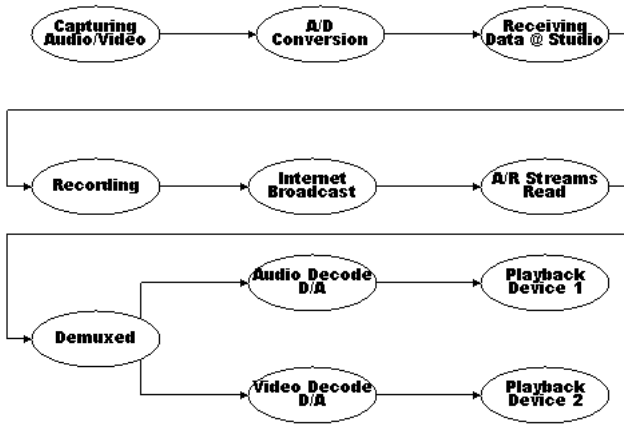 Capturing
Audio/Video
A/D
Conversion
Receiving
Data @ Studio
Recording
Internet
Broadcast
A/R Streams
Read
Demuxed
Audio Decode
D/A
Playback
Device 1
Video Decode
D/A
Playback
Device 2